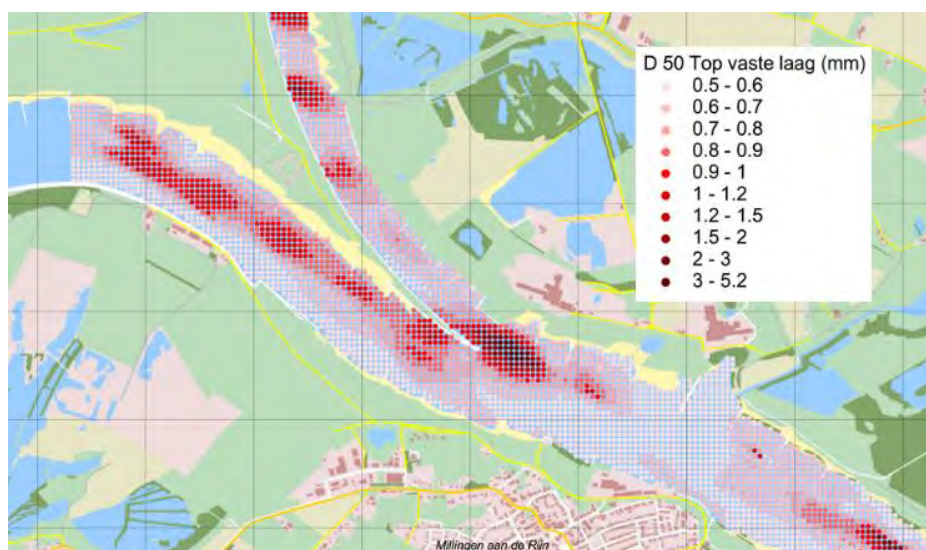 D 50 Top vaste laag (mm)
0.5 - 0.6
0.6 - 0.7
0.7 - 0.8
0.8 - 0.9
0.9 - 1
1 - 1.2
1.2 - 1.5
1.5 - 2
2 - 3
3 - 5.2
Millingen aan de Rijn